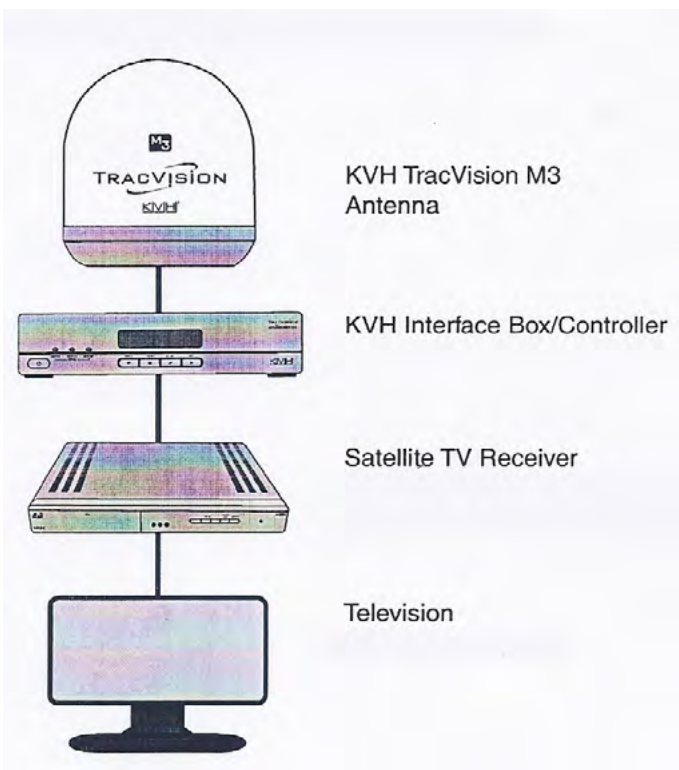 M3
TRACVISION
KVH
KVH TracVision M3
Antenna
KVH
KVH Interface Box/Controller
Satellite TV Receiver
Television